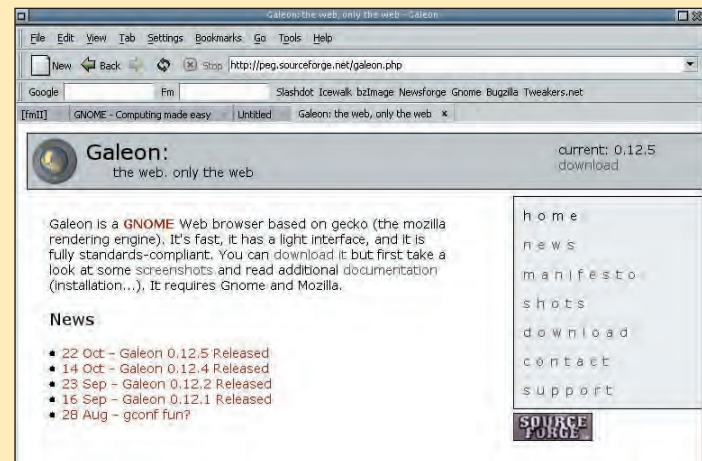 Galeon: the web, only the web - Galeon
File Edit View Tab Settings Bookmarks Go Tools Help
New Back Stop http://peg.sourceforge.net/galeon.php
Google Fm Slashdot Icewalk bzImage Newsforge Gnome Bugzilla Tweakers.net
[fmII] GNOME - Computing made easy Untitled Galeon: the web, only the web x
Galeon:
the web. only the web
current: 0.12.5
download
Galeon is a GNOME Web browser based on gecko (the mozilla
rendering engine). It's fast, it has a light interface, and it is
fully standards-compliant. You can download it but first take a
look at some screenshots and read additional documentation
(installation...). It requires Gnome and Mozilla.
News
22 Oct - Galeon 0.12.5 Released
14 Oct - Galeon 0.12.4 Released
23 Sep - Galeon 0.12.2 Released
16 Sep - Galeon 0.12.1 Released
28 Aug - gconf fun?
home
news
manifesto
shots
download
contact
support
SOURCE
FORGE